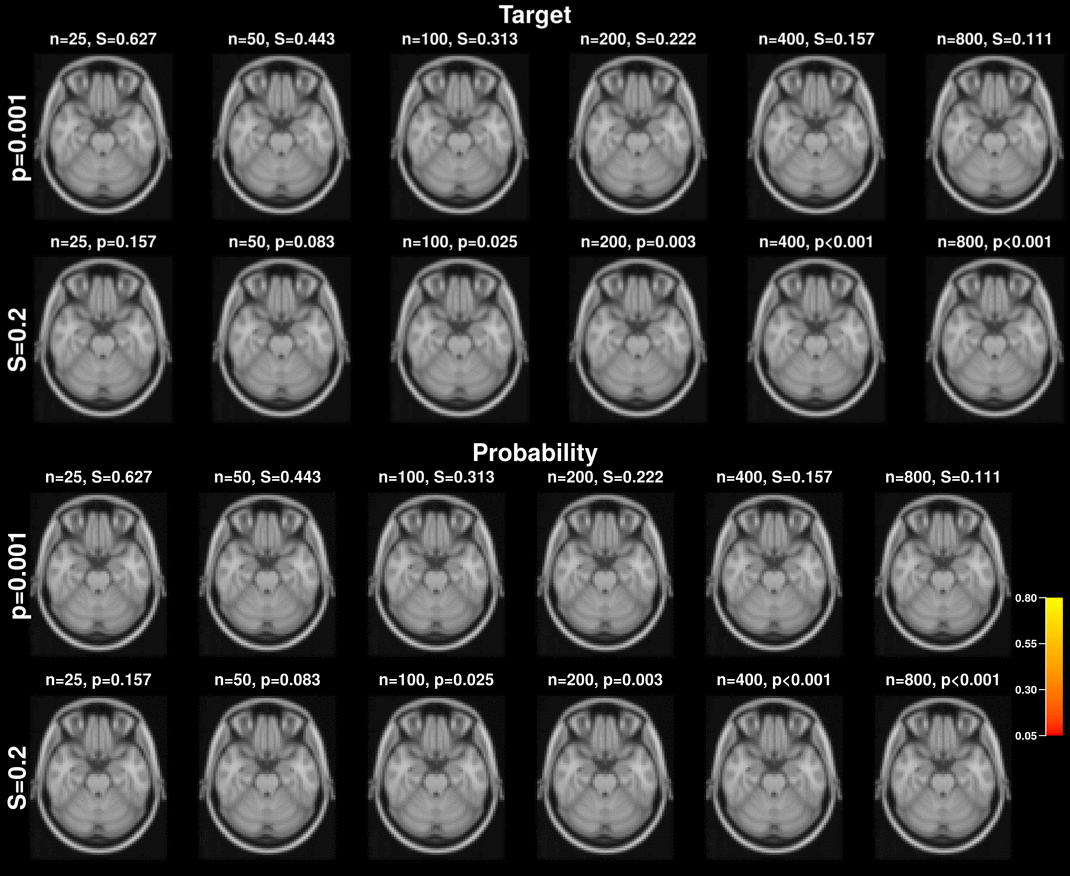 Target
n=25, S=0.627 n=50, S=0.443 n=100, S=0.313 n=200, S=0.222 n=400, S=0.157 n=800, S=0.111
p=0.001
n=25, p=0.157 n=50, p=0.083 n=100, p=0.025 n=200, p=0.003 n=400, p<0.001 n=800, p<0.001
S=0.2
Probability
n=25, S=0.627 n=50, S=0.443 n=100, S=0.313 n=200, S=0.222 n=400, S=0.157 n=800, S=0.111
p=0.001
0.80
0.55
n=25, p=0.157 n=50, p=0.083 n=100, p=0.025 n=200, p=0.003 n=400, p<0.001 n=800, p<0.001
0.30
0.05
S=0.2